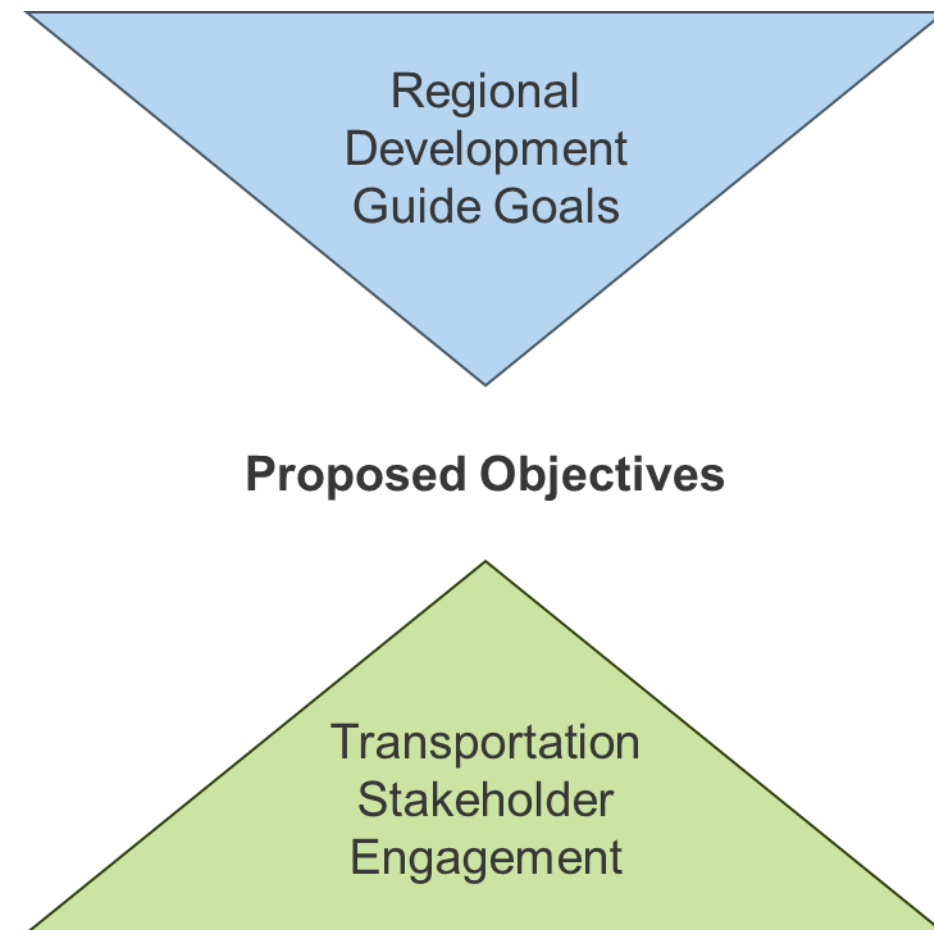 Regional
Development
Guide Goals
Proposed Objectives
Transportation
Stakeholder
Engagement